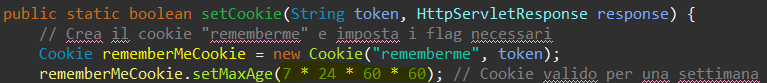 public static boolean setCookie(String token, HttpServletResponse response) {
// Crea il cookie "rememberme" e imposta i flag necessari
Cookie rememberMeCookie = new Cookie("rememberme", token);
rememberMeCookie.setMaxAge(7 * 24 * 60 * 60); // Cookie valido per una settimana